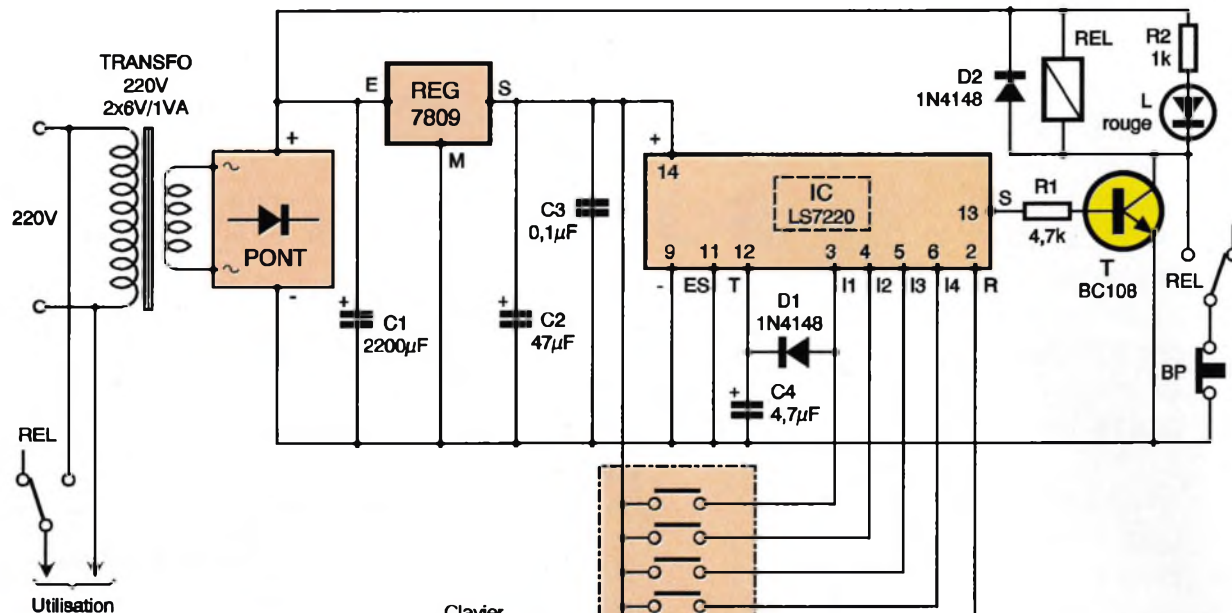 TRANSFO
220V
2x6V/1VA
220V
~
~
+
-
PONT
E
REG
7809
S
M
+
C1
2200µF
+
C2
47µF
C3
0,1µF
+
14
IC
LS7220
13
S
9
11
12
3
4
5
6
2
-
ES
T
I1
I2
I3
I4
R
D1
1N4148
+
C4
4,7µF
R1
4,7k
T
BC108
D2
1N4148
REL
R2
1k
L
rouge
REL
BP
REL
Utilisation
Clavier